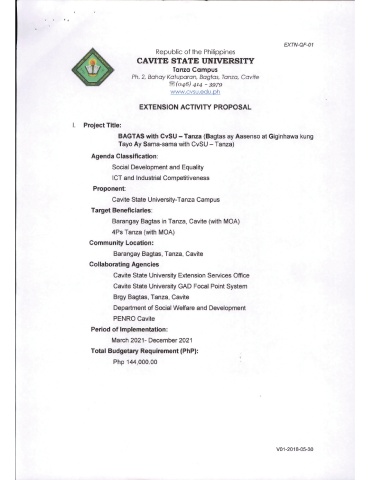 EXTN-QF-01
Republic of the Philippines
CAVITE STATE UNIVERSITY
Tanza Campus
Ph. 2, Bahay Katuparan, Bagtas, Tanza, Cavite
☏(046) 414 - 3979
www.cvsu.edu.ph
EXTENSION ACTIVITY PROPOSAL
I. Project Title:
BAGTAS with CvSU – Tanza (Bagtas ay Aasenso at Giginhawa kung
Tayo Ay Sama-sama with CvSU – Tanza)
Agenda Classification:
Social Development and Equality
ICT and Industrial Competitiveness
Proponent:
Cavite State University-Tanza Campus
Target Beneficiaries:
Barangay Bagtas in Tanza, Cavite (with MOA)
4Ps Tanza (with MOA)
Community Location:
Barangay Bagtas, Tanza, Cavite
Collaborating Agencies
Cavite State University Extension Services Office
Cavite State University GAD Focal Point System
Brgy Bagtas, Tanza, Cavite
Department of Social Welfare and Development
PENRO Cavite
Period of Implementation:
March 2021- December 2021
Total Budgetary Requirement (PhP):
Php 144,000.00
V01-2018-05-30